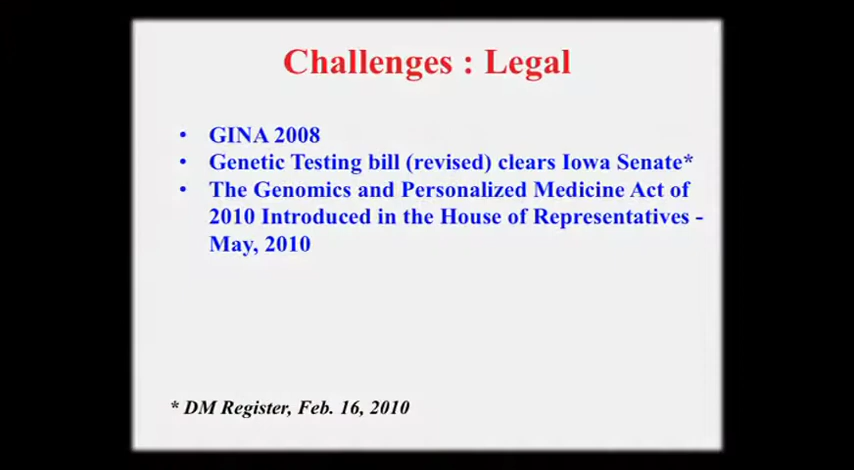 Challenges : Legal
• GINA 2008
• Genetic Testing bill (revised) clears Iowa Senate*
• The Genomics and Personalized Medicine Act of
2010 Introduced in the House of Representatives -
May, 2010
* DM Register, Feb. 16, 2010